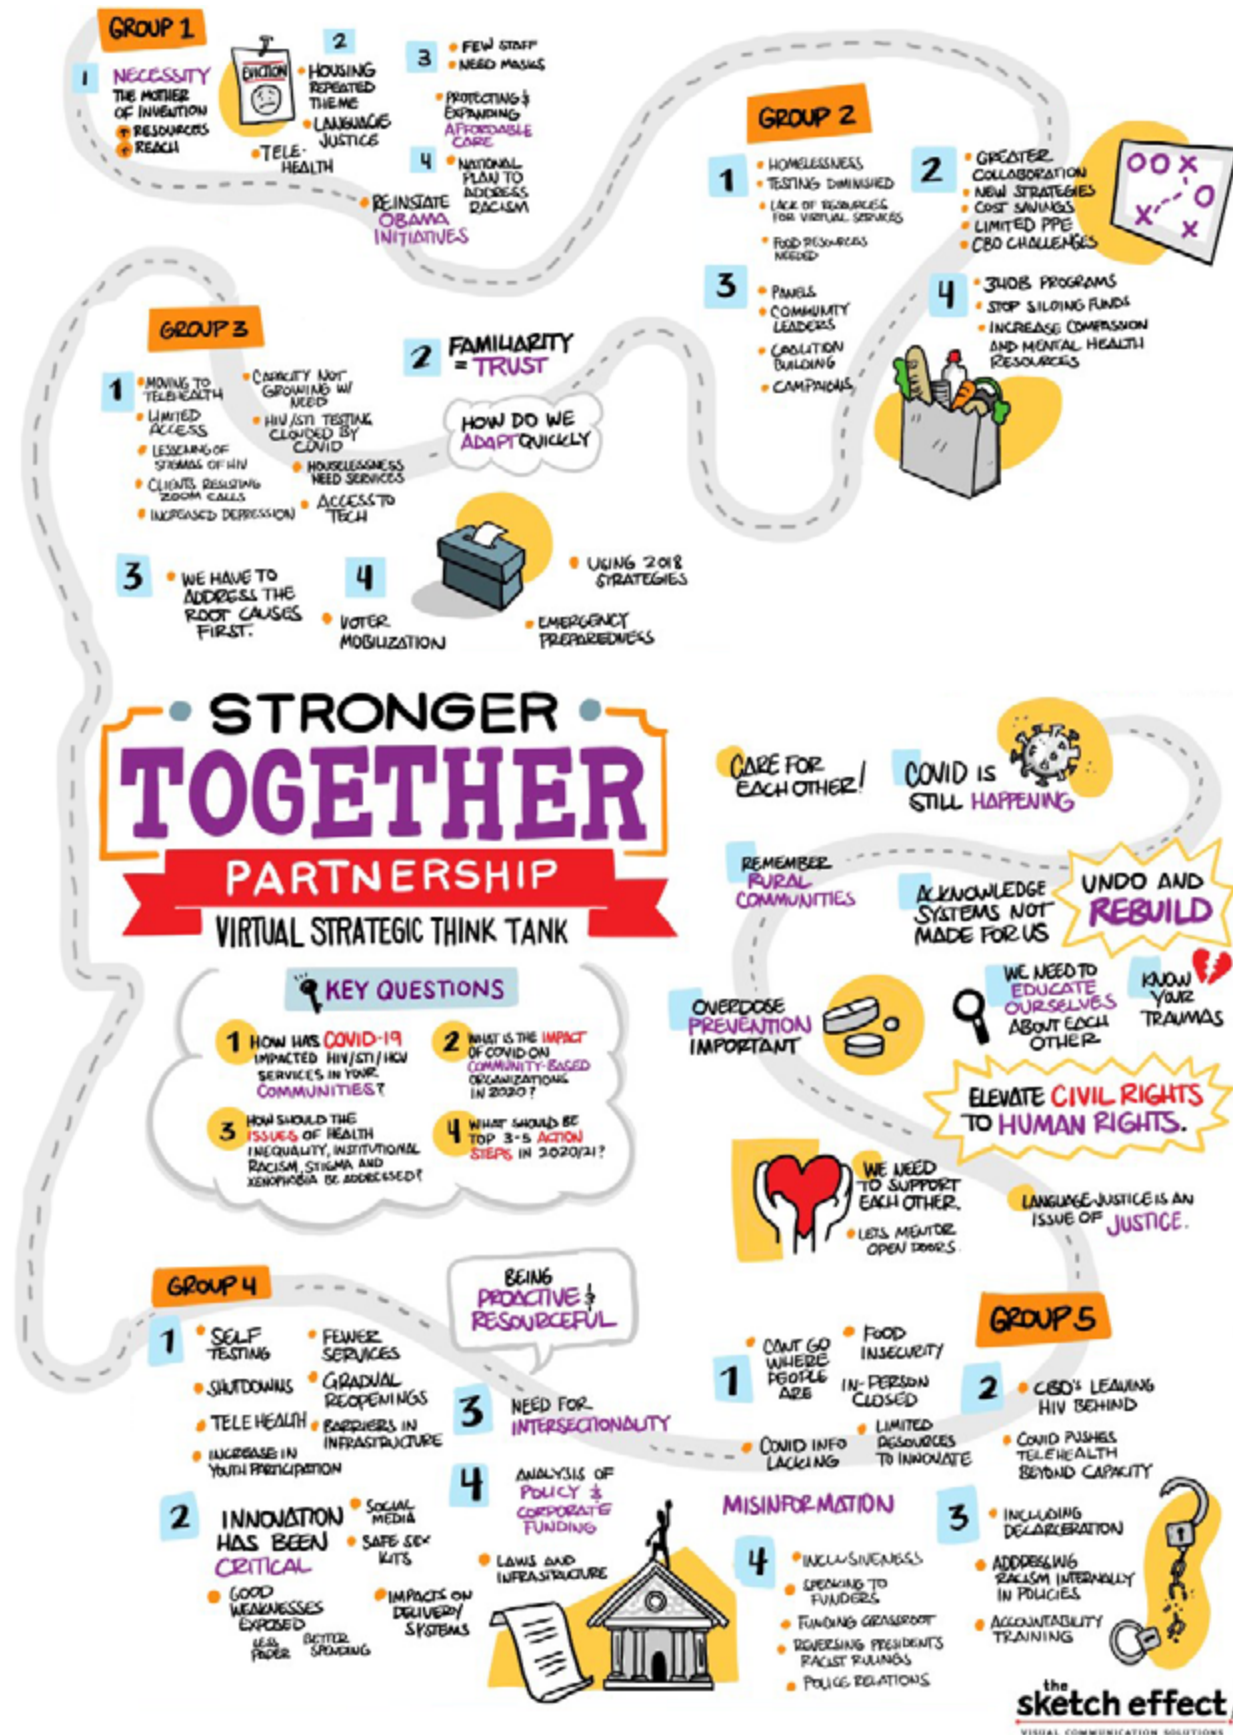 GROUP 1
1
NECESSITY
THE MOTHER
OF INVENTION
RESOURCES
REACH
EVICTION
2
HOUSING
REPEATED
THEME
LANGUAGE
JUSTICE
TELE-
HEALTH
3
FEW STAFF
NEED MASKS
PROTECTING &
EXPANDING
AFFORDABLE
CARE
4
NATIONAL
PLAN TO
ADDRESS
RACISM
REINSTATE
OBAMA
INITIATIVES
GROUP 2
1
HOMELESSNESS
TESTING DIMINISHED
LACK OF RESOURCES
FOR VIRTUAL SERVICES
FOOD RESOURCES
NEEDED
2
GREATER
COLLABORATION
NEW STRATEGIES
COST SAVINGS
LIMITED PPE
CBO CHALLENGES
3
PANELS
COMMUNITY
LEADERS
COALITION
BUILDING
CAMPAIGNS
4
340B PROGRAMS
STOP SILOING FUNDS
INCREASE COMPASSION
AND MENTAL HEALTH
RESOURCES
GROUP 3
1
MOVING TO
TELEHEALTH
LIMITED
ACCESS
LESSENING OF
STIGMAS OF HIV
CLIENTS RESISTING
ZOOM CALLS
INCREASED DEPRESSION
CAPACITY NOT
GROWING W/
NEED
HIV/STI TESTING
CLOUDED BY
COVID
HOUSELESSNESS
NEED SERVICES
ACCESS TO
TECH
2
FAMILIARITY
= TRUST
HOW DO WE
ADAPT QUICKLY
3
WE HAVE TO
ADDRESS THE
ROOT CAUSES
FIRST.
4
VOTER
MOBILIZATION
USING 2018
STRATEGIES
EMERGENCY
PREPAREDNESS
STRONGER
TOGETHER
PARTNERSHIP
VIRTUAL STRATEGIC THINK TANK
KEY QUESTIONS
1 HOW HAS COVID-19
IMPACTED HIV/STI/HCV
SERVICES IN YOUR
COMMUNITIES?
2 WHAT IS THE IMPACT
OF COVID ON
COMMUNITY-BASED
ORGANIZATIONS
IN 2020?
3 HOW SHOULD THE
ISSUES OF HEALTH
INEQUALITY, INSTITUTIONAL
RACISM, STIGMA AND
XENOPHOBIA BE ADDRESSED?
4 WHAT SHOULD BE
TOP 3-5 ACTION
STEPS IN 2020/21?
CARE FOR
EACH OTHER!
COVID IS
STILL HAPPENING
REMEMBER
RURAL
COMMUNITIES
ACKNOWLEDGE
SYSTEMS NOT
MADE FOR US
UNDO AND
REBUILD
OVERDOSE
PREVENTION
IMPORTANT
WE NEED TO
EDUCATE
OURSELVES
ABOUT EACH
OTHER
KNOW
YOUR
TRAUMAS
ELEVATE CIVIL RIGHTS
TO HUMAN RIGHTS.
WE NEED
TO SUPPORT
EACH OTHER.
LETS MENTOR
OPEN DOORS.
LANGUAGE JUSTICE IS AN
ISSUE OF JUSTICE.
GROUP 4
1
SELF
TESTING
SHUTDOWNS
TELEHEALTH
INCREASE IN
YOUTH PARTICIPATION
FEWER
SERVICES
GRADUAL
REOPENINGS
BARRIERS IN
INFRASTRUCTURE
BEING
PROACTIVE &
RESOURCEFUL
2
INNOVATION
HAS BEEN
CRITICAL
SOCIAL
MEDIA
SAFE SEX
KITS
GOOD
WEAKNESSES
EXPOSED
LESS
PAPER
BETTER
SPENDING
IMPACTS ON
DELIVERY
SYSTEMS
3
NEED FOR
INTERSECTIONALITY
4
ANALYSIS OF
POLICY &
CORPORATE
FUNDING
LAWS AND
INFRASTRUCTURE
GROUP 5
1
CANT GO
WHERE
PEOPLE
ARE
FOOD
INSECURITY
IN-PERSON
CLOSED
COVID INFO
LACKING
LIMITED
RESOURCES
TO INNOVATE
MISINFORMATION
2
CBO'S LEAVING
HIV BEHIND
COVID PUSHES
TELEHEALTH
BEYOND CAPACITY
3
INCLUDING
DECARCERATION
ADDRESSING
RACISM INTERNALLY
IN POLICIES
ACCOUNTABILITY
TRAINING
4
INCLUSIVENESS
SPEAKING TO
FUNDERS
FUNDING GRASSROOT
REVERSING PRESIDENTS
RACIST RULINGS
POLICE RELATIONS
the
sketch effect
VISUAL COMMUNICATION SOLUTIONS